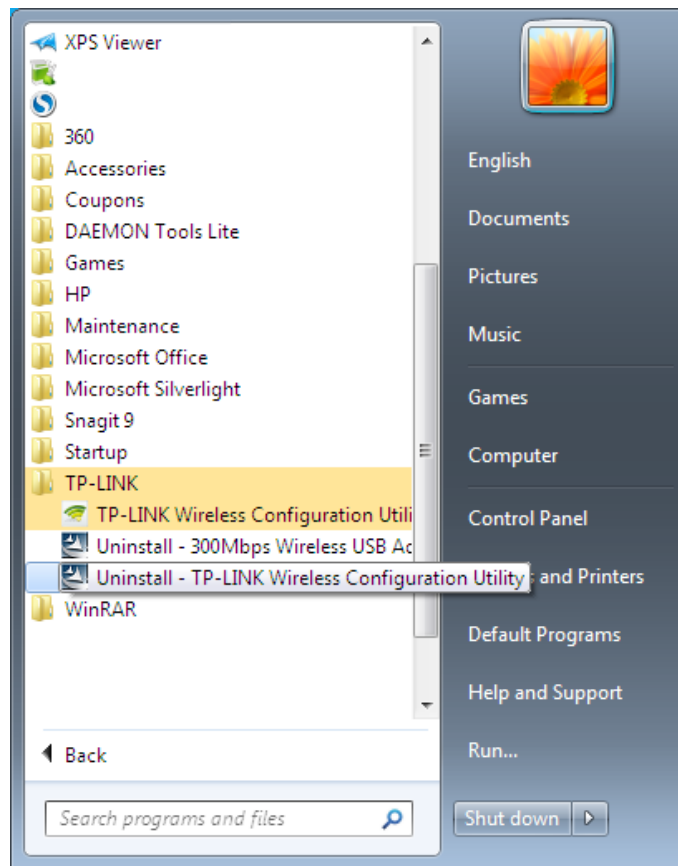 XPS Viewer
360
Accessories
Coupons
DAEMON Tools Lite
Games
HP
Maintenance
Microsoft Office
Microsoft Silverlight
Snagit 9
Startup
TP-LINK
TP-LINK Wireless Configuration Utili
Uninstall - 300Mbps Wireless USB Ac
Uninstall - TP-LINK Wireless Configuration Utility
WinRAR
Back
Search programs and files
English
Documents
Pictures
Music
Games
Computer
Control Panel
and Printers
Default Programs
Help and Support
Run...
Shut down